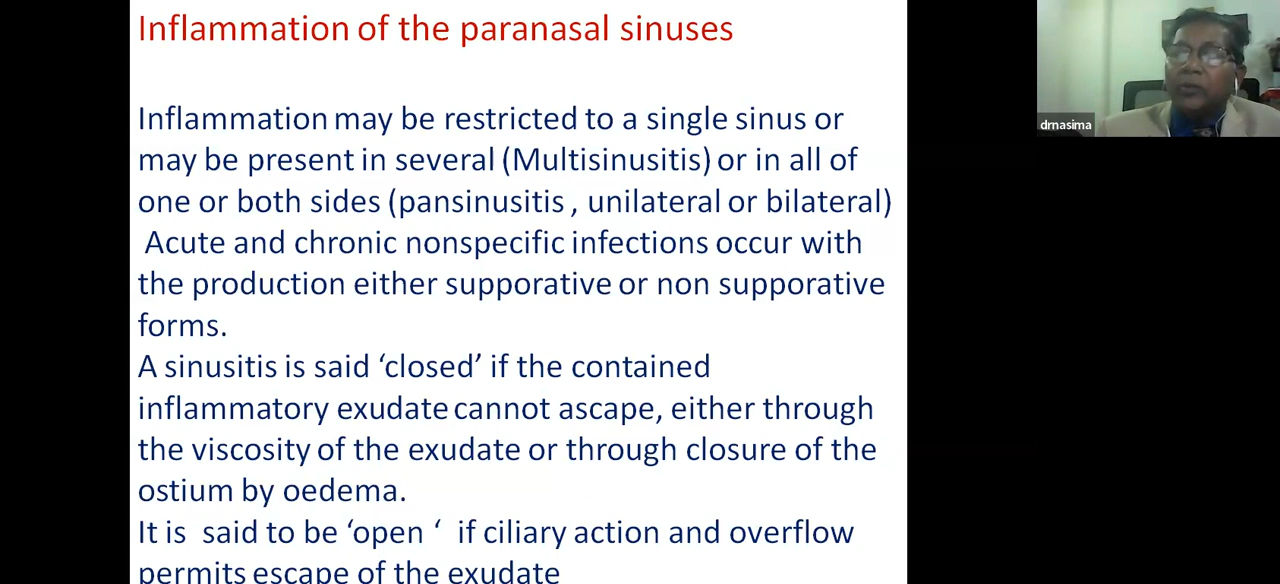 Inflammation of the paranasal sinuses
Inflammation may be restricted to a single sinus or
may be present in several (Multisinusitis) or in all of
one or both sides (pansinusitis , unilateral or bilateral)
Acute and chronic nonspecific infections occur with
the production either supporative or non supporative
forms.
A sinusitis is said ‘closed’ if the contained
inflammatory exudate cannot ascape, either through
the viscosity of the exudate or through closure of the
ostium by oedema.
It is said to be ‘open ‘ if ciliary action and overflow
permits escape of the exudate
drnasima